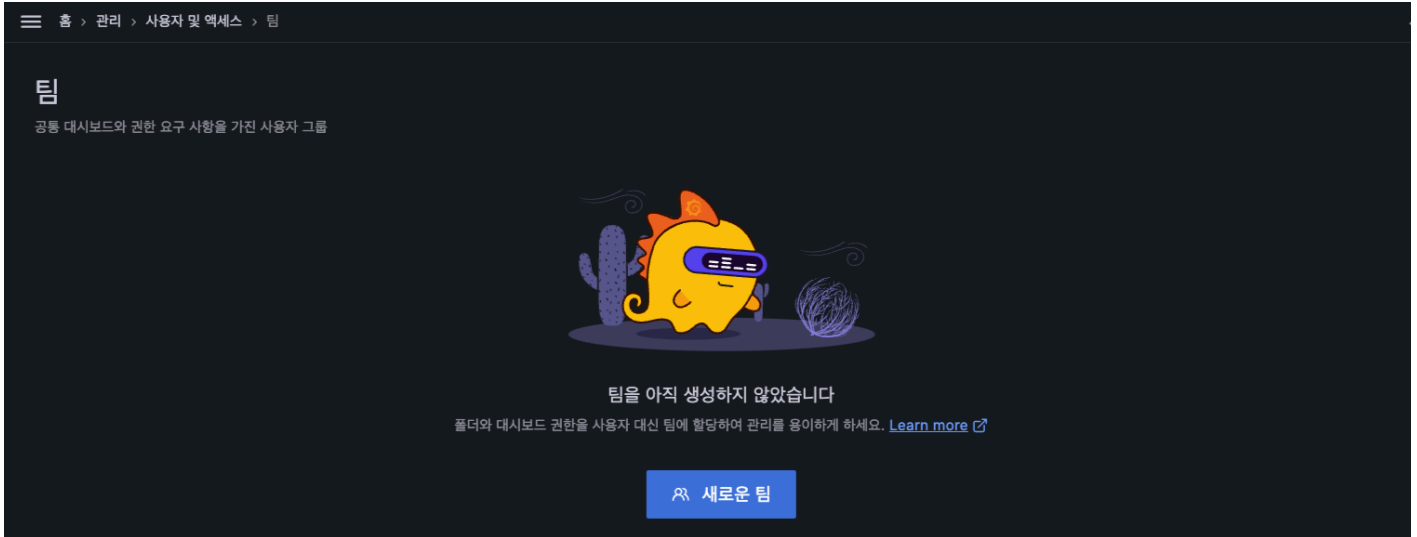 홈 › 관리 › 사용자 및 액세스 › 팀
팀
공통 대시보드와 권한 요구 사항을 가진 사용자 그룹
팀을 아직 생성하지 않았습니다
폴더와 대시보드 권한을 사용자 대신 팀에 할당하여 관리를 용이하게 하세요. Learn more
새로운 팀